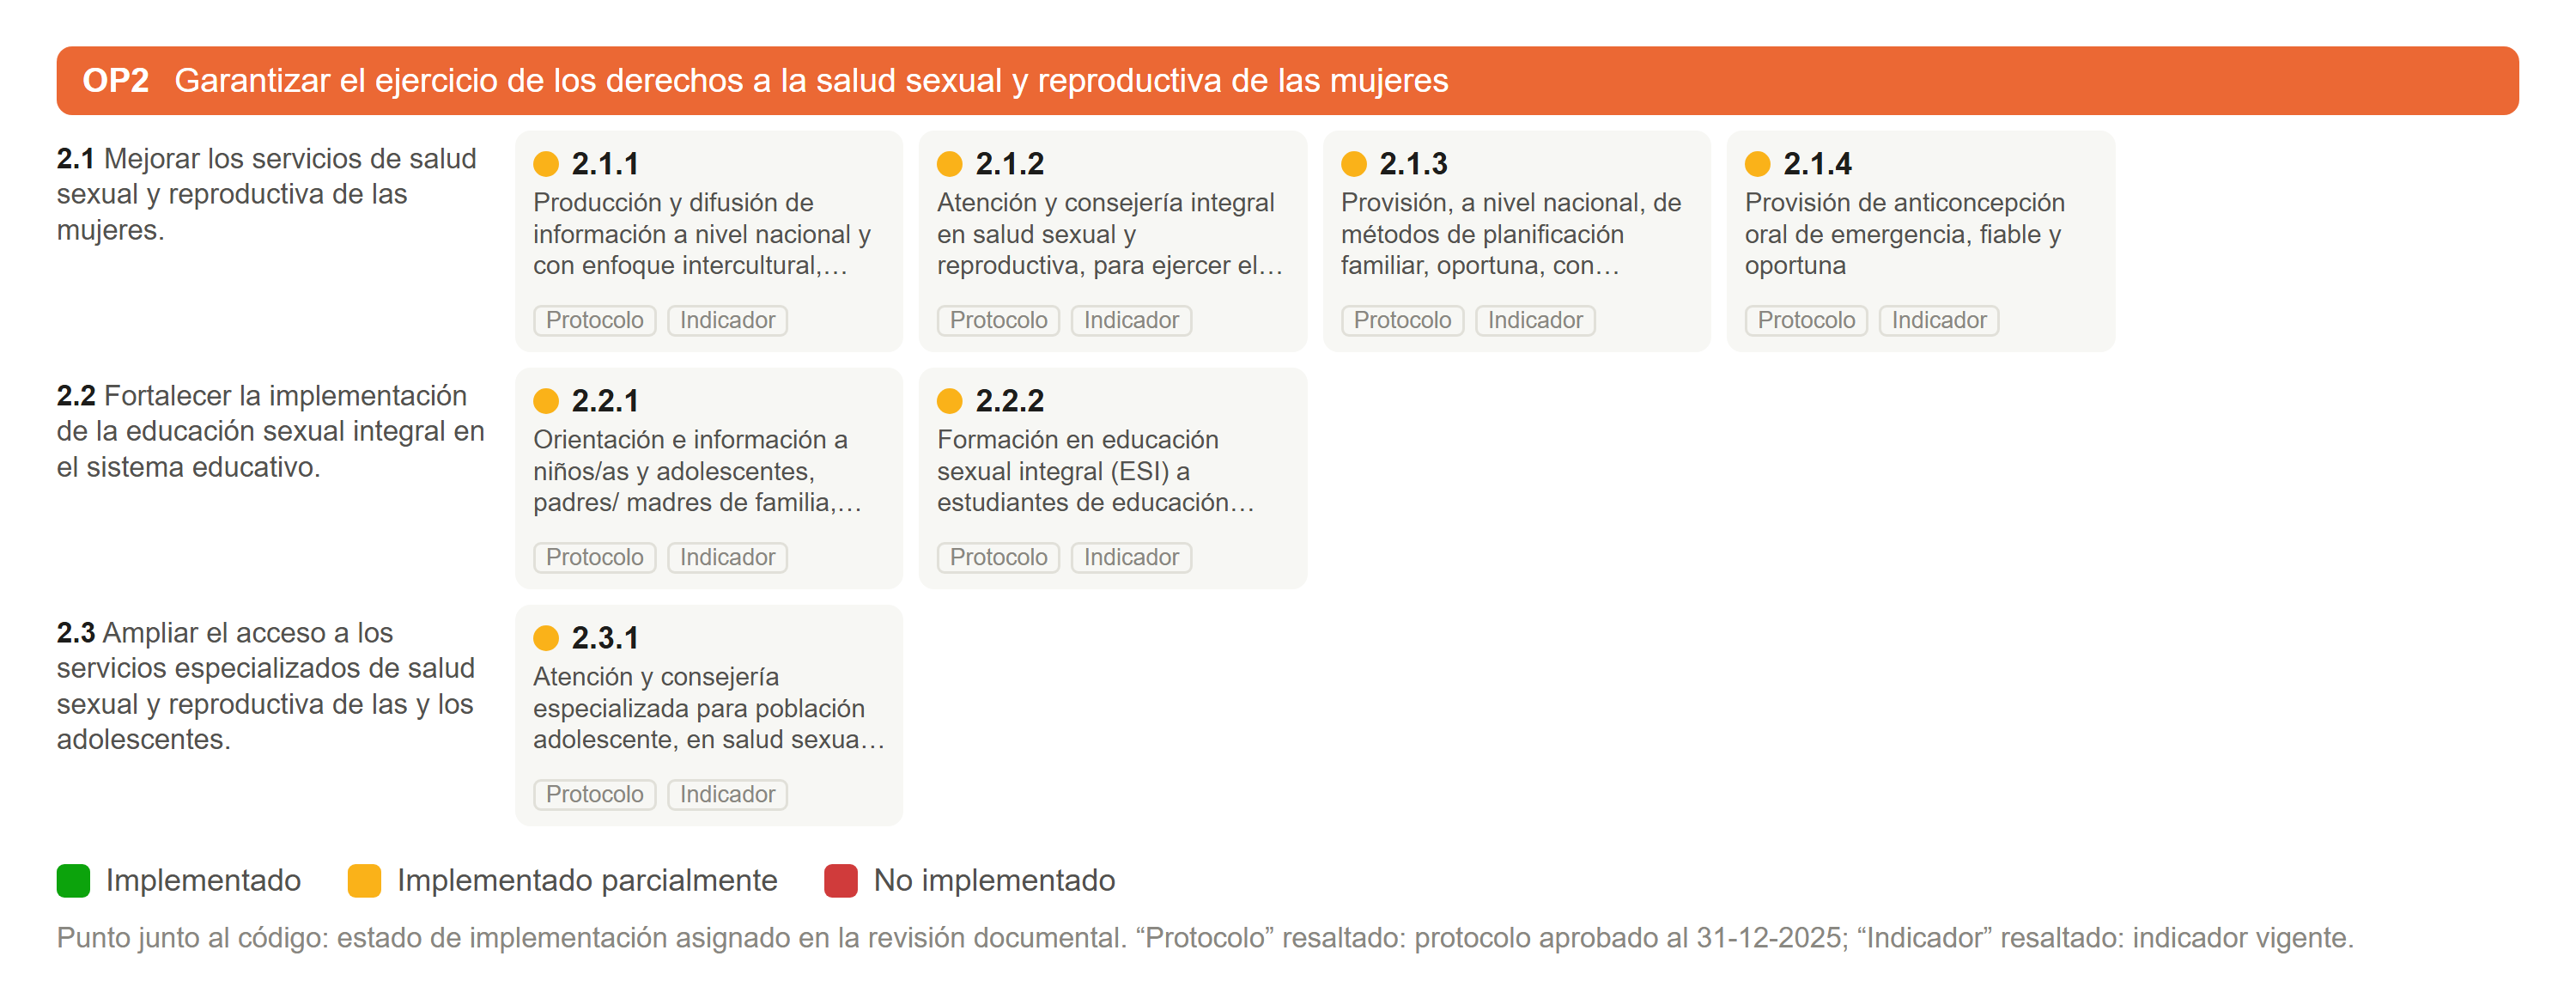 OP2 Garantizar el ejercicio de los derechos a la salud sexual y reproductiva de las mujeres
2.1 Mejorar los servicios de salud
sexual y reproductiva de las
mujeres.
2.1.1
Producción y difusión de
información a nivel nacional y
con enfoque intercultural,…
Protocolo Indicador
2.1.2
Atención y consejería integral
en salud sexual y
reproductiva, para ejercer el…
Protocolo Indicador
2.1.3
Provisión, a nivel nacional, de
métodos de planificación
familiar, oportuna, con…
Protocolo Indicador
2.1.4
Provisión de anticoncepción
oral de emergencia, fiable y
oportuna
Protocolo Indicador
2.2 Fortalecer la implementación
de la educación sexual integral en
el sistema educativo.
2.2.1
Orientación e información a
niños/as y adolescentes,
padres/ madres de familia,…
Protocolo Indicador
2.2.2
Formación en educación
sexual integral (ESI) a
estudiantes de educación…
Protocolo Indicador
2.3 Ampliar el acceso a los
servicios especializados de salud
sexual y reproductiva de las y los
adolescentes.
2.3.1
Atención y consejería
especializada para población
adolescente, en salud sexua…
Protocolo Indicador
Implementado Implementado parcialmente No implementado
Punto junto al código: estado de implementación asignado en la revisión documental. “Protocolo” resaltado: protocolo aprobado al 31-12-2025; “Indicador” resaltado: indicador vigente.